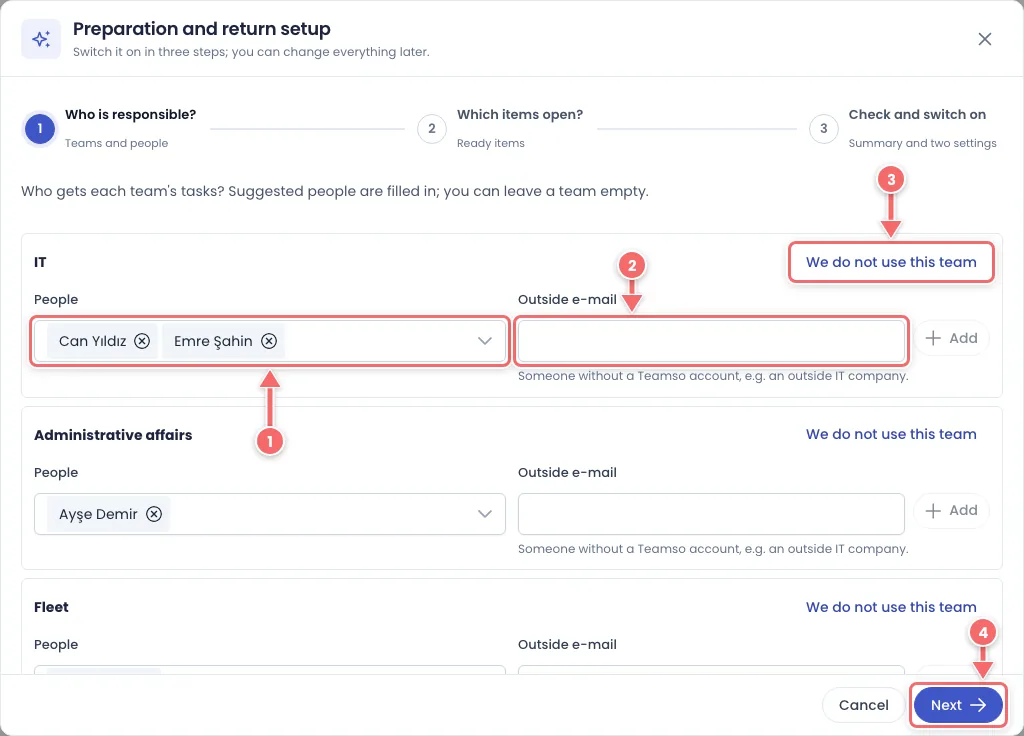 Preparation and return setup
Switch it on in three steps; you can change everything later.
1
Who is responsible?
Teams and people
2
Which items open?
Ready items
3
Check and switch on
Summary and two settings
Who gets each team's tasks? Suggested people are filled in; you can leave a team empty.
3
IT
We do not use this team
2
People
Outside e-mail
Can Yıldız
Emre Şahin
Add
Someone without a Teamso account, e.g. an outside IT company.
1
Administrative affairs
We do not use this team
People
Outside e-mail
Ayşe Demir
Add
Someone without a Teamso account, e.g. an outside IT company.
Fleet
We do not use this team
4
People
Outside e-mail
Cancel
Next